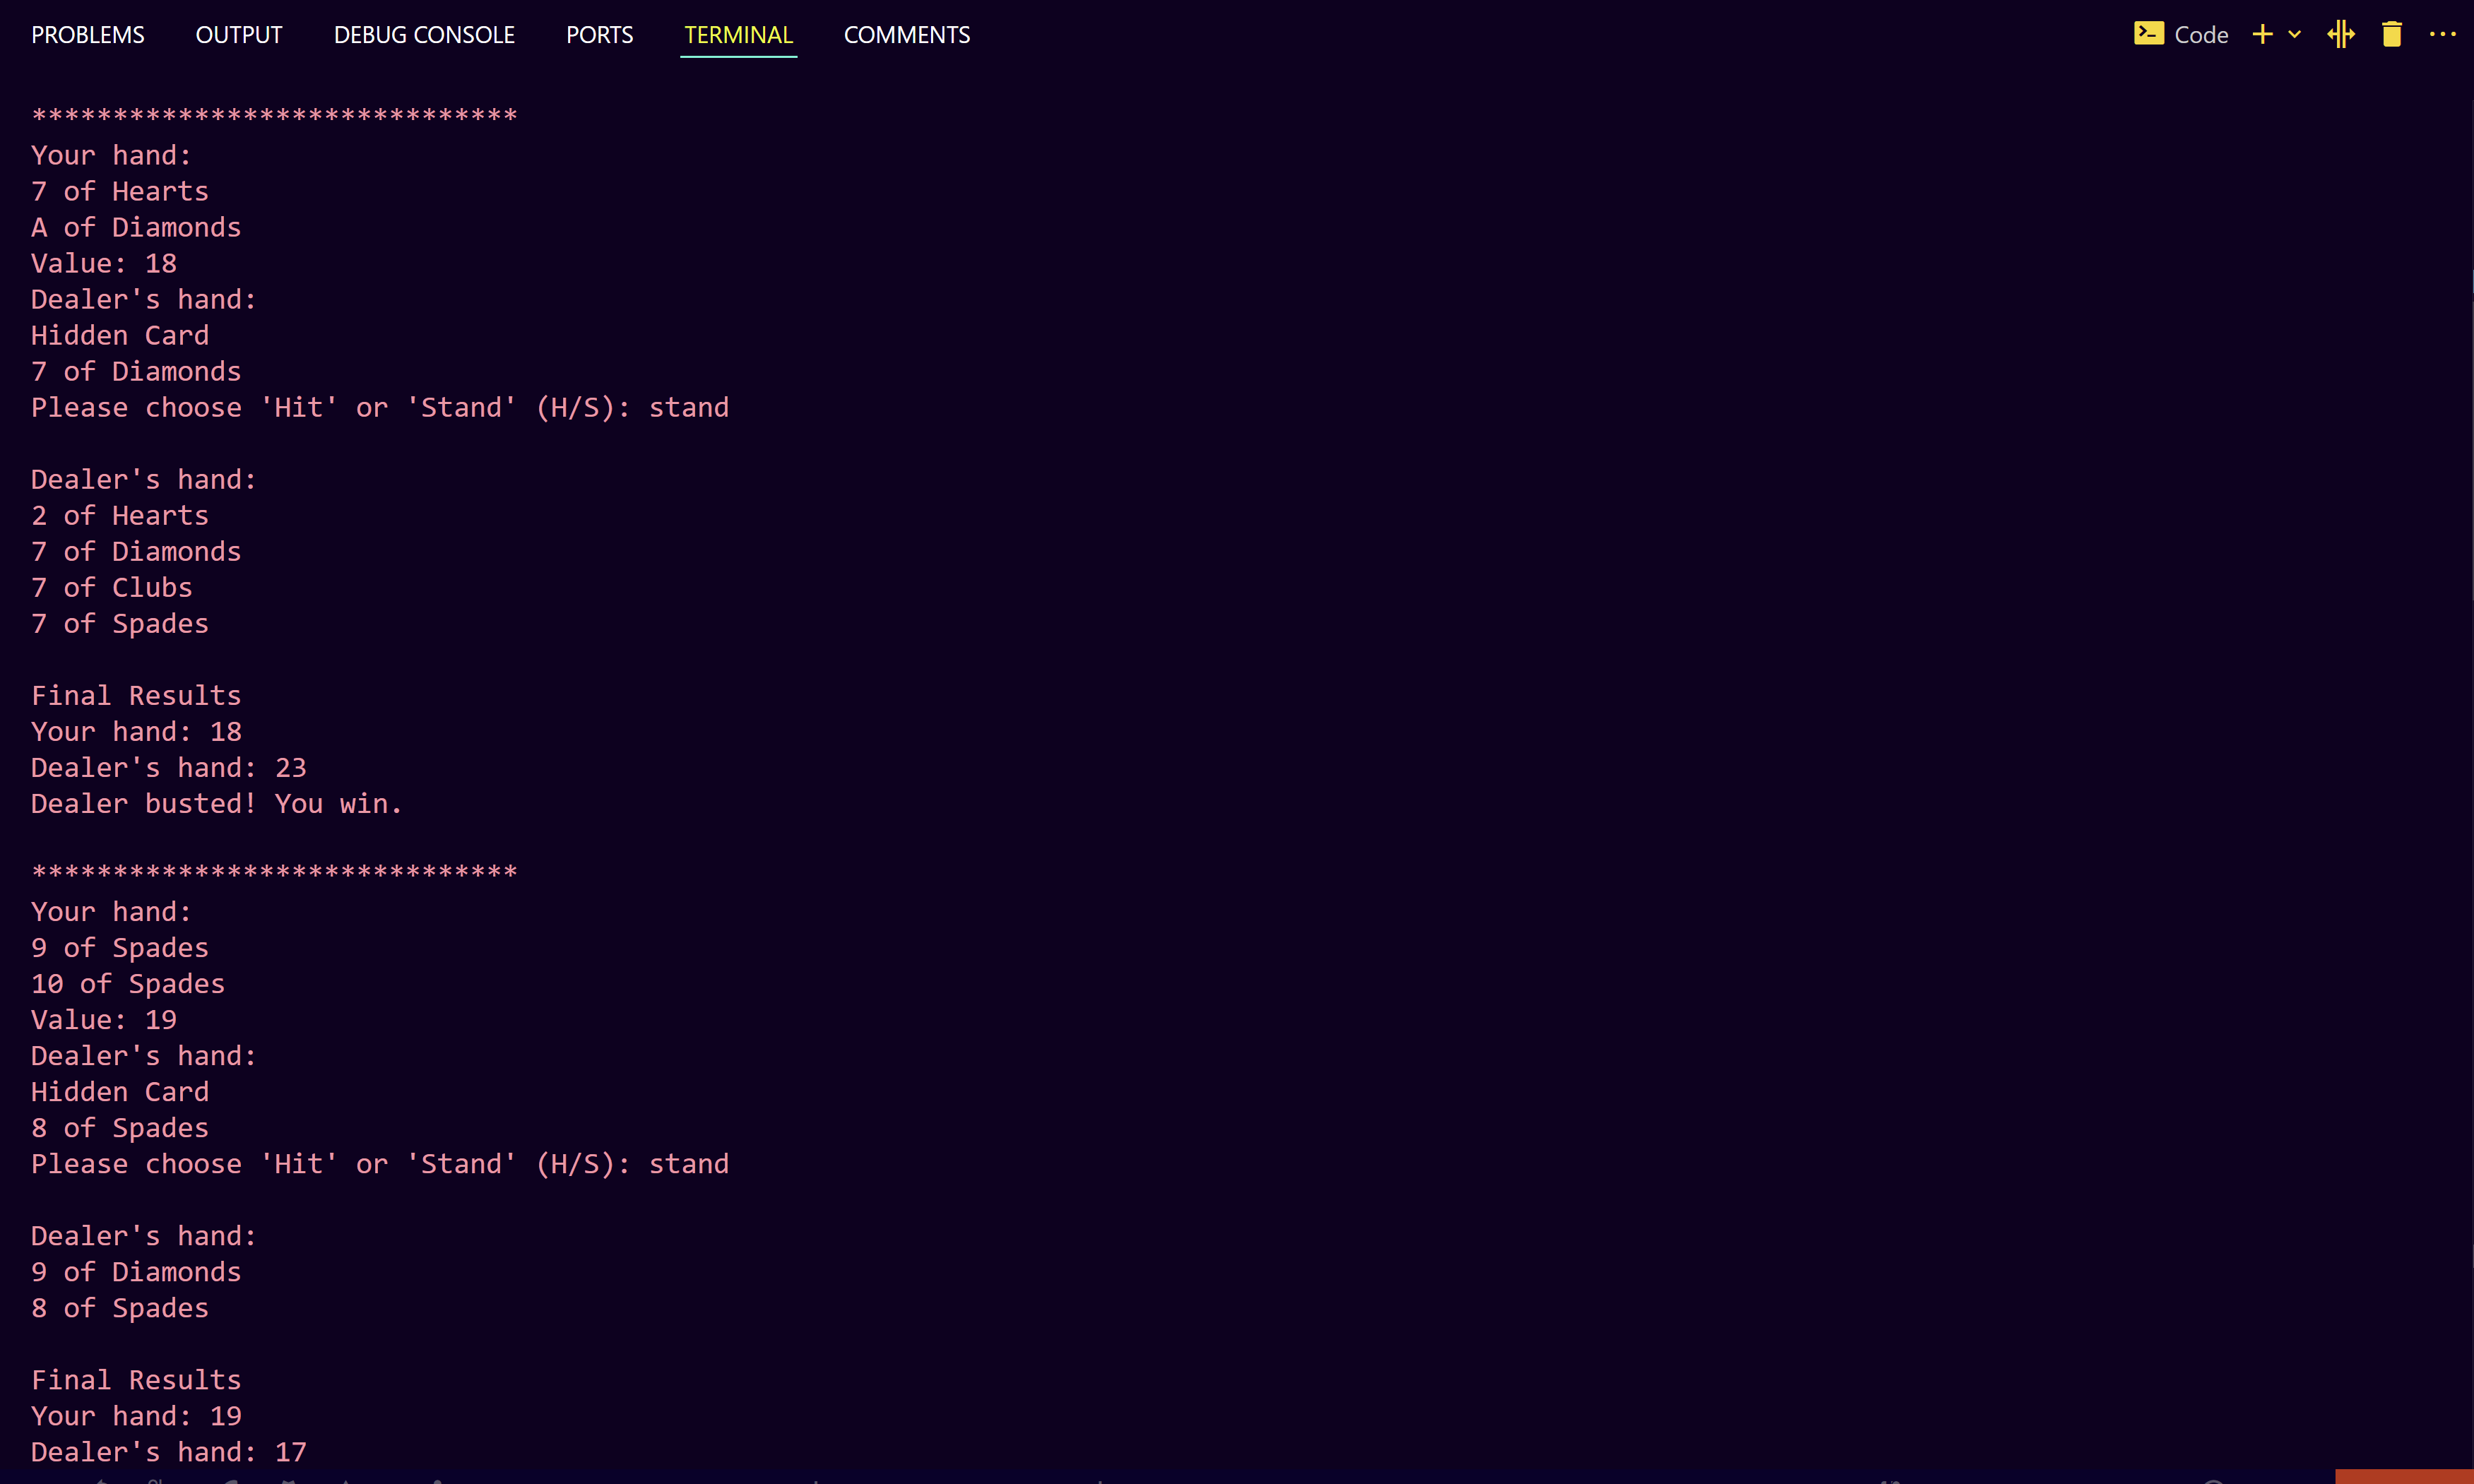 PROBLEMS OUTPUT DEBUG CONSOLE PORTS TERMINAL COMMENTS Code
*****************************
Your hand:
7 of Hearts
A of Diamonds
Value: 18
Dealer's hand:
Hidden Card
7 of Diamonds
Please choose 'Hit' or 'Stand' (H/S): stand
Dealer's hand:
2 of Hearts
7 of Diamonds
7 of Clubs
7 of Spades
Final Results
Your hand: 18
Dealer's hand: 23
Dealer busted! You win.
*****************************
Your hand:
9 of Spades
10 of Spades
Value: 19
Dealer's hand:
Hidden Card
8 of Spades
Please choose 'Hit' or 'Stand' (H/S): stand
Dealer's hand:
9 of Diamonds
8 of Spades
Final Results
Your hand: 19
Dealer's hand: 17